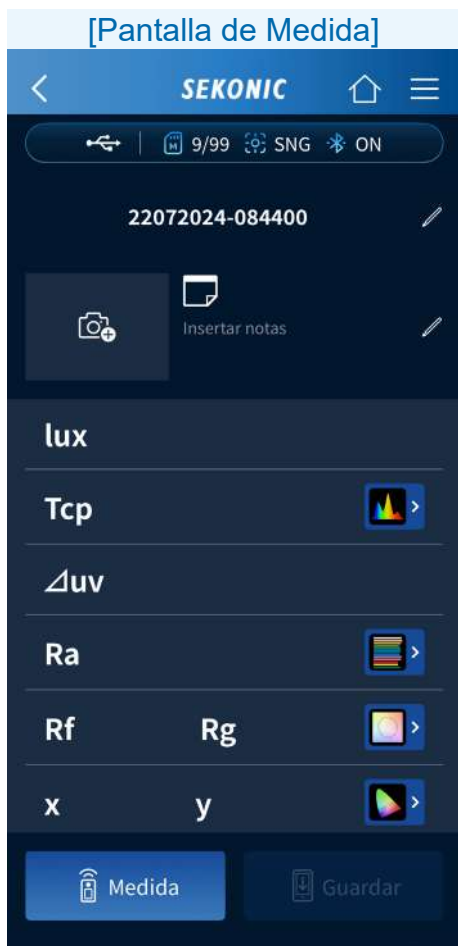 [Pantalla de Medida]
SEKONIC
M 9/99 SNG ON
22072024-084400
Insertar notas
lux
Tcp
⊿uv
Ra
Rf Rg
x y
Medida Guardar